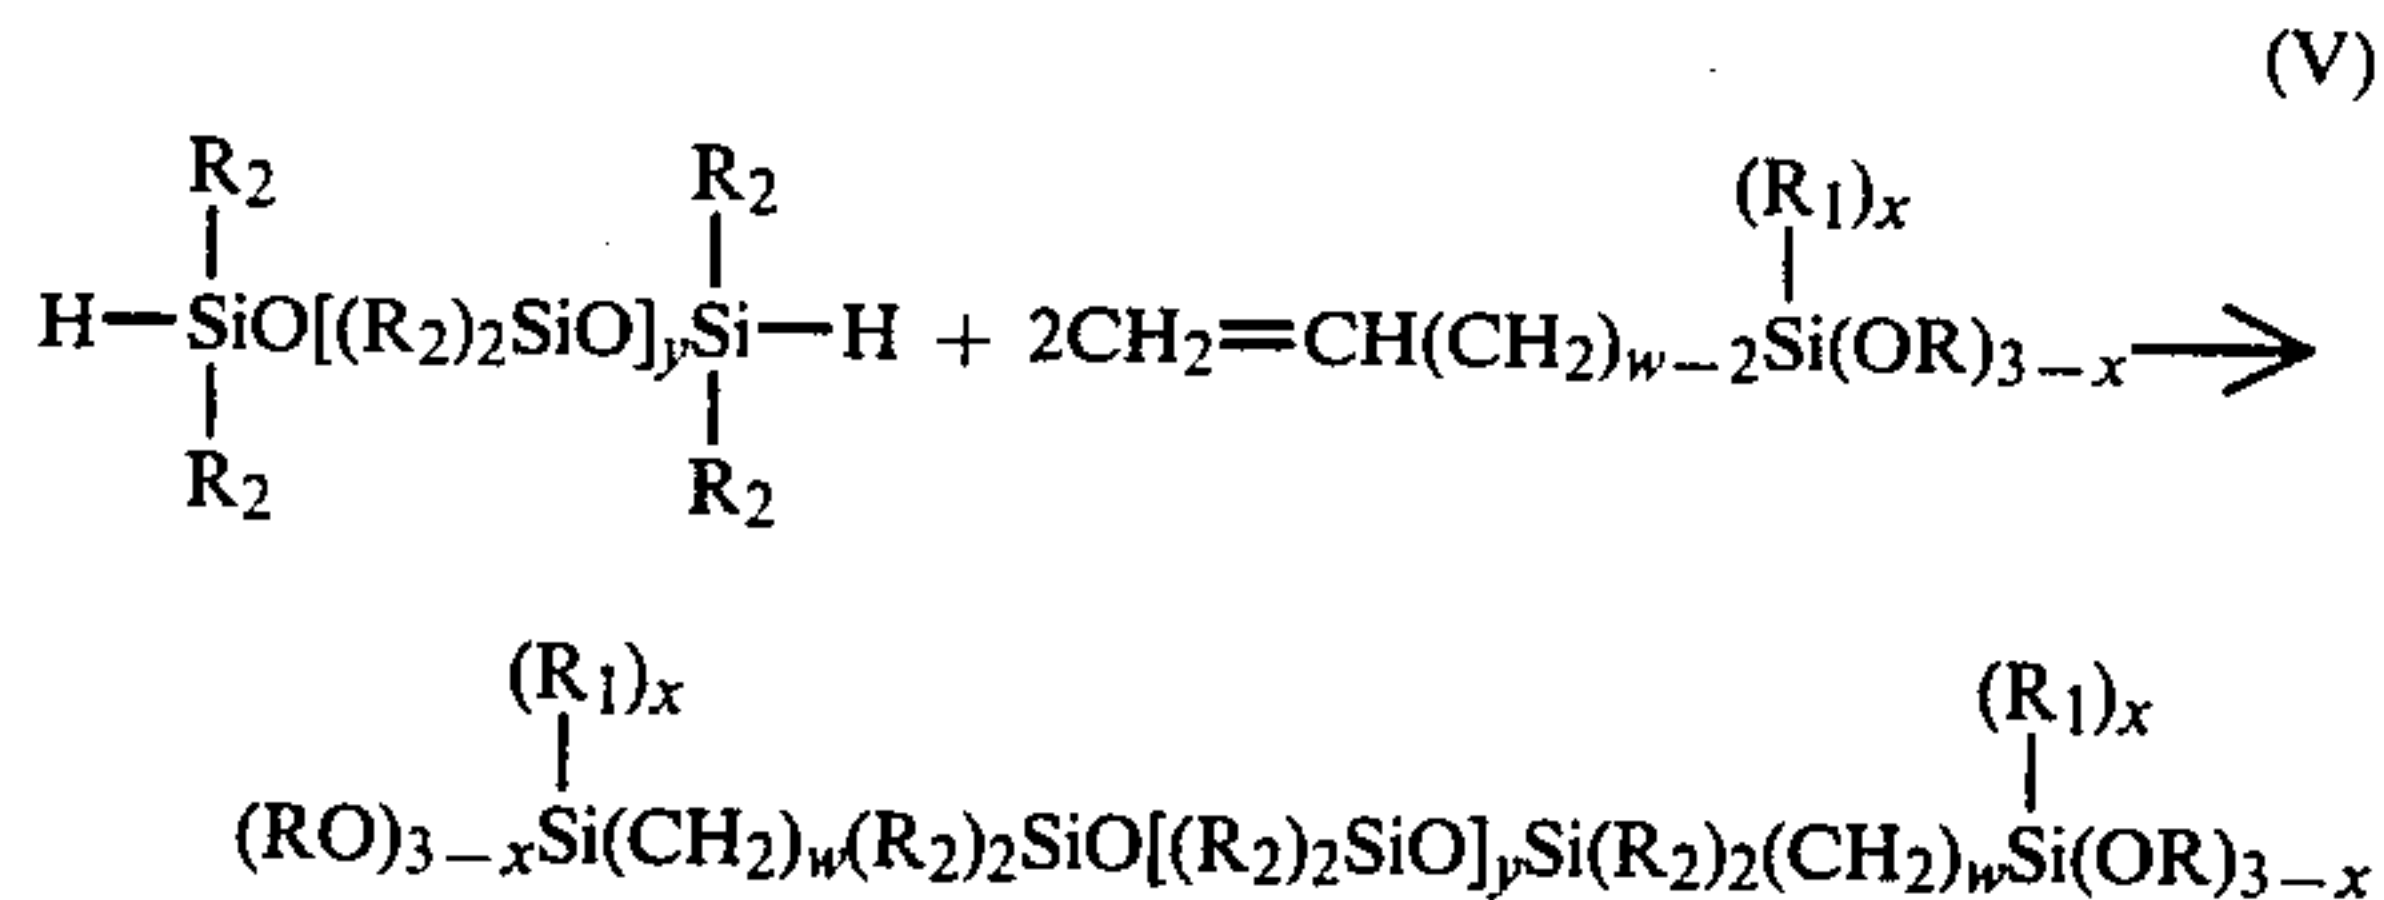 (V)
R2 R2 (R1)x
H—SiO[(R2)2SiO]ySi—H + 2CH2=CH(CH2)w−2Si(OR)3−x→
R2 R2
(R1)x (R1)x
(RO)3−xSi(CH2)w(R2)2SiO[(R2)2SiO]ySi(R2)2(CH2)wSi(OR)3−x